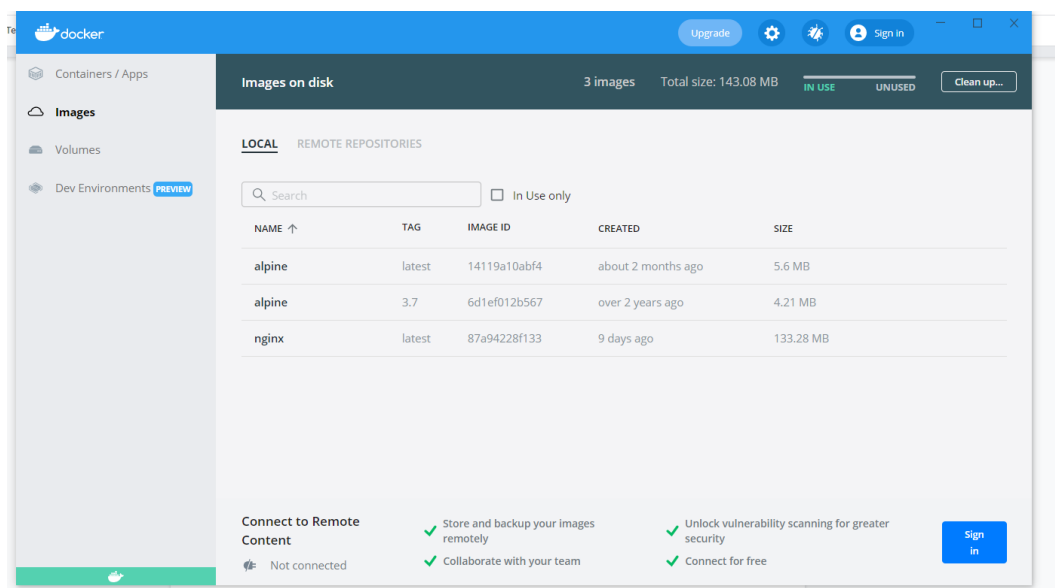 Te
docker
Upgrade
Sign in
Containers / Apps
Images
Volumes
Dev Environments PREVIEW
Images on disk
3 images
Total size: 143.08 MB
IN USE
UNUSED
Clean up...
LOCAL
REMOTE REPOSITORIES
Search
In Use only
NAME TAG IMAGE ID CREATED SIZE
alpine latest 14119a10abf4 about 2 months ago 5.6 MB
alpine 3.7 6d1ef012b567 over 2 years ago 4.21 MB
nginx latest 87a94228f133 9 days ago 133.28 MB
Connect to Remote
Content
Not connected
Store and backup your images
remotely
Collaborate with your team
Unlock vulnerability scanning for greater
security
Connect for free
Sign
in